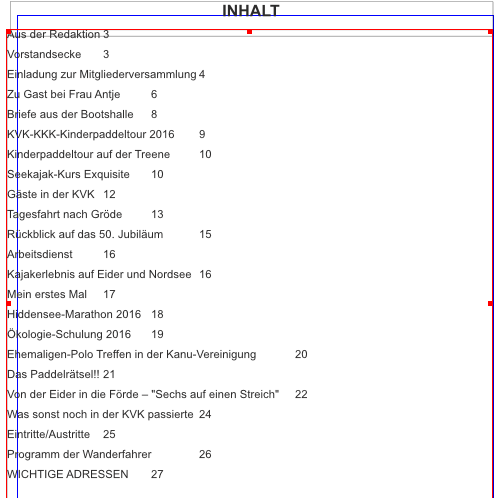 INHALT
Aus der Redaktion 3
Vorstandsecke 3
Einladung zur Mitgliederversammlung 4
Zu Gast bei Frau Antje 6
Briefe aus der Bootshalle 8
KVK-KKK-Kinderpaddeltour 2016 9
Kinderpaddeltour auf der Treene 10
Seekajak-Kurs Exquisite 10
Gäste in der KVK 12
Tagesfahrt nach Gröde 13
Rückblick auf das 50. Jubiläum 15
Arbeitsdienst 16
Kajakerlebnis auf Eider und Nordsee 16
Mein erstes Mal 17
Hiddensee-Marathon 2016 18
Ökologie-Schulung 2016 19
Ehemaligen-Polo Treffen in der Kanu-Vereinigung 20
Das Paddelrätsel!! 21
Von der Eider in die Förde – "Sechs auf einen Streich" 22
Was sonst noch in der KVK passierte 24
Eintritte/Austritte 25
Programm der Wanderfahrer 26
WICHTIGE ADRESSEN 27